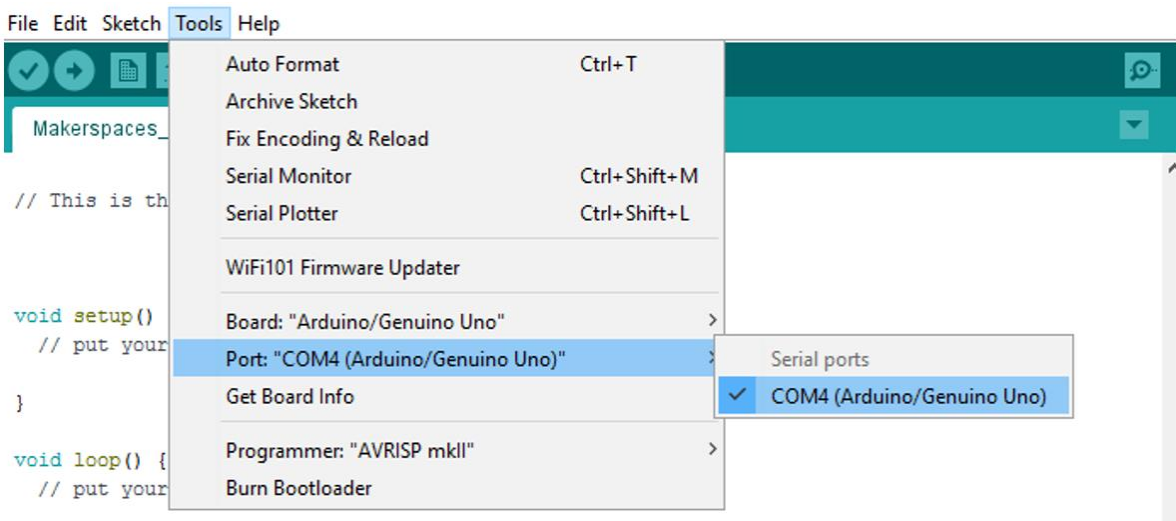 File Edit Sketch Tools Help
Auto Format Ctrl+T
Archive Sketch
Makerspaces_
Fix Encoding & Reload
Serial Monitor Ctrl+Shift+M
// This is th
Serial Plotter Ctrl+Shift+L
WiFi101 Firmware Updater
void setup()
Board: "Arduino/Genuino Uno"
// put your
Port: "COM4 (Arduino/Genuino Uno)"
Serial ports
}
Get Board Info
COM4 (Arduino/Genuino Uno)
Programmer: "AVRISP mkII"
void loop() {
// put your
Burn Bootloader